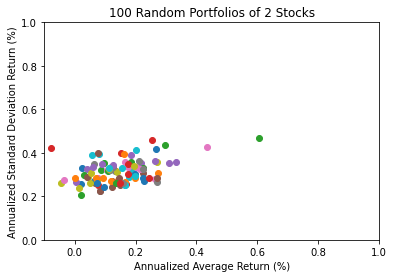 100 Random Portfolios of 2 Stocks
Annualized Standard Deviation Return (%)
1.0
0.8
0.6
0.4
0.2
0.0
0.0 0.2 0.4 0.6 0.8 1.0
Annualized Average Return (%)